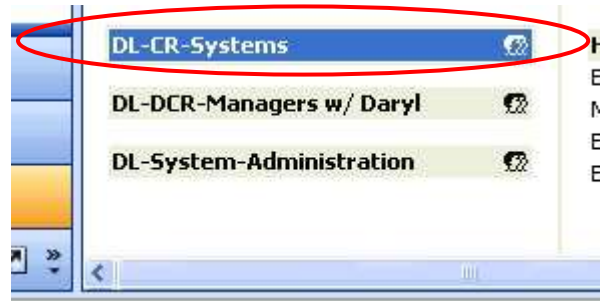 DL-CR-Systems
DL-DCR-Managers w/ Daryl
DL-System-Administration